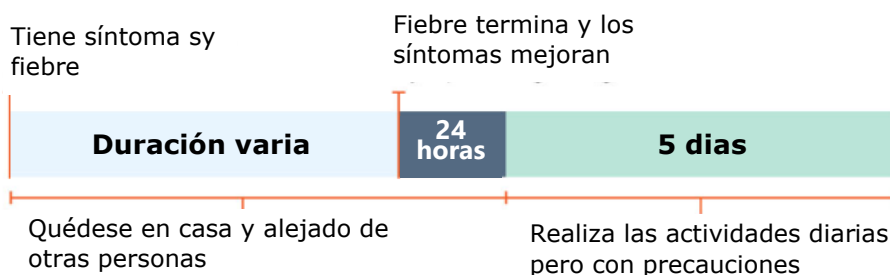 Tiene síntoma sy
fiebre
Fiebre termina y los
síntomas mejoran
Duración varia
24
horas
5 dias
Quédese en casa y alejado de
otras personas
Realiza las actividades diarias
pero con precauciones